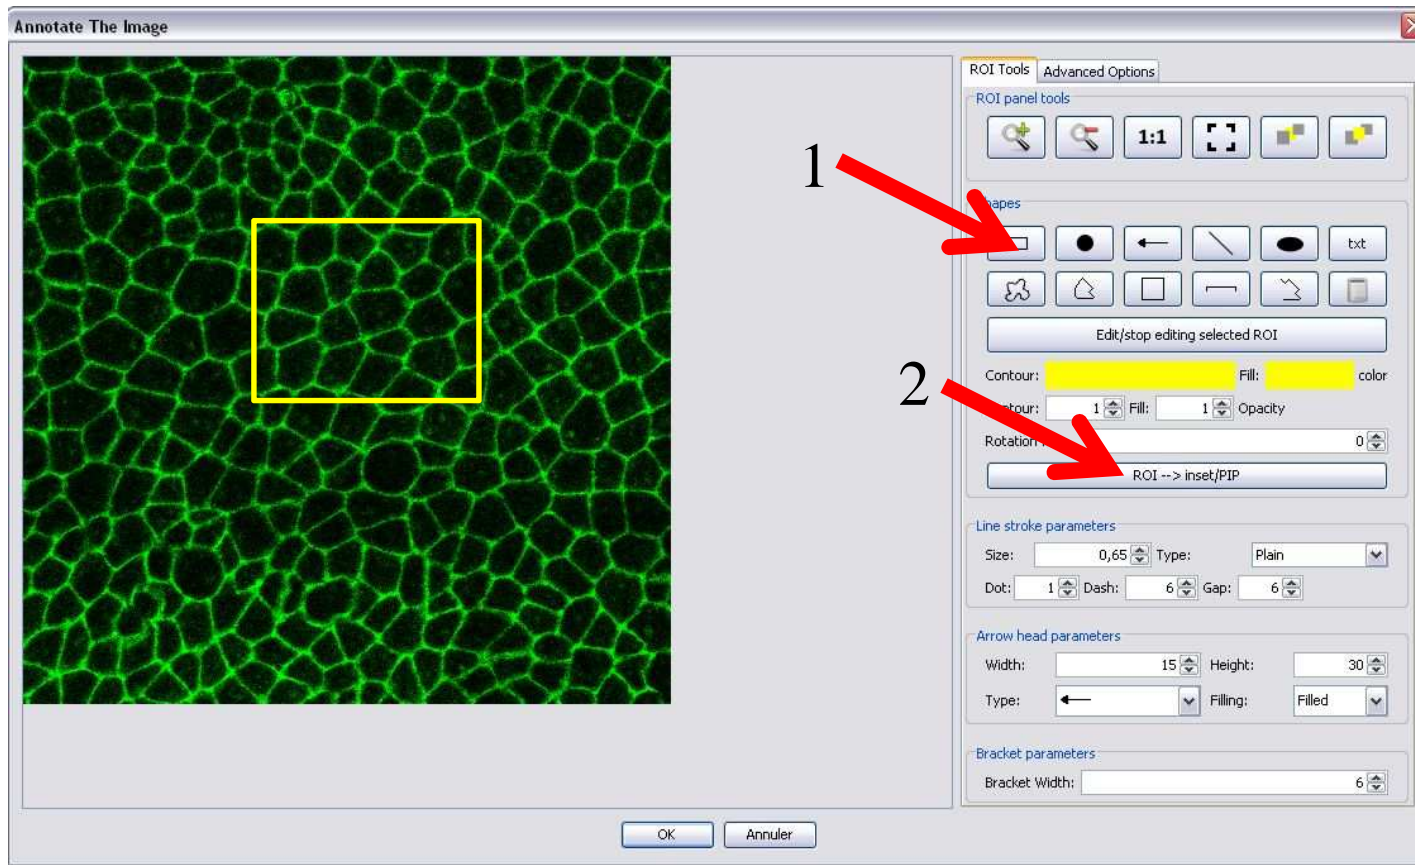 Annotate The Image
ROI Tools Advanced Options
ROI panel tools
1:1
1
hapes
txt
Edit/stop editing selected ROI
Contour: Fill: color
2
ntour: 1 Fill: 1 Opacity
Rotation 0
ROI --> inset/PIP
Line stroke parameters
Size: 0,65 Type: Plain
Dot: 1 Dash: 6 Gap: 6
Arrow head parameters
Width: 15 Height: 30
Type: Filling: Filled
Bracket parameters
Bracket Width: 6
OK Annuler